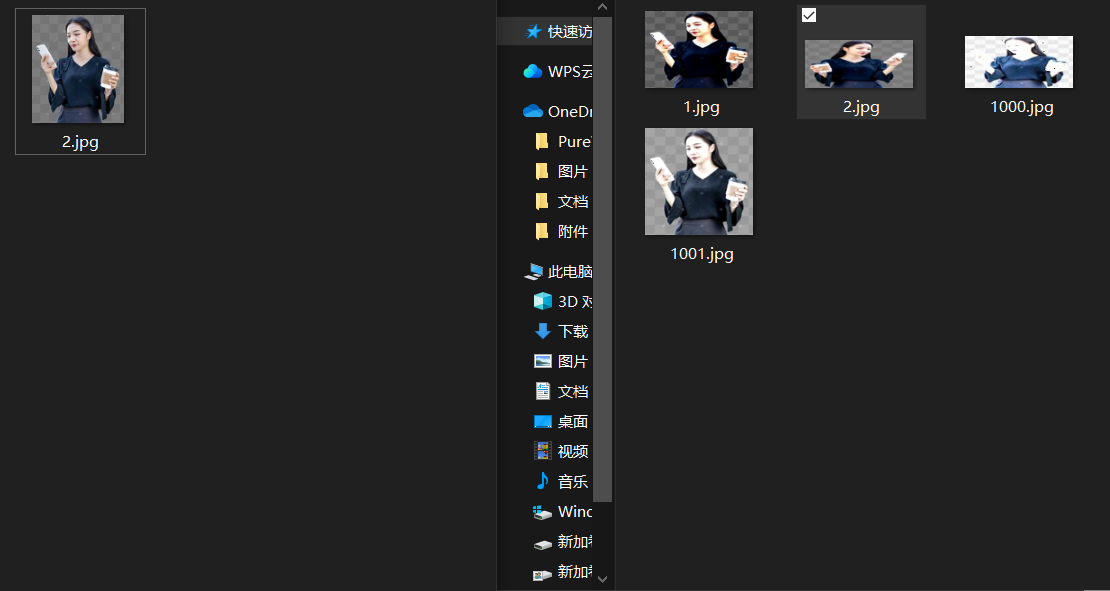 2.jpg
快速访
WPS云
OneDri
Pure
图片
文档
附件
此电脑
3D 对
下载
图片
文档
桌面
视频
音乐
Wind
新加
新加
1.jpg
2.jpg
1000.jpg
1001.jpg